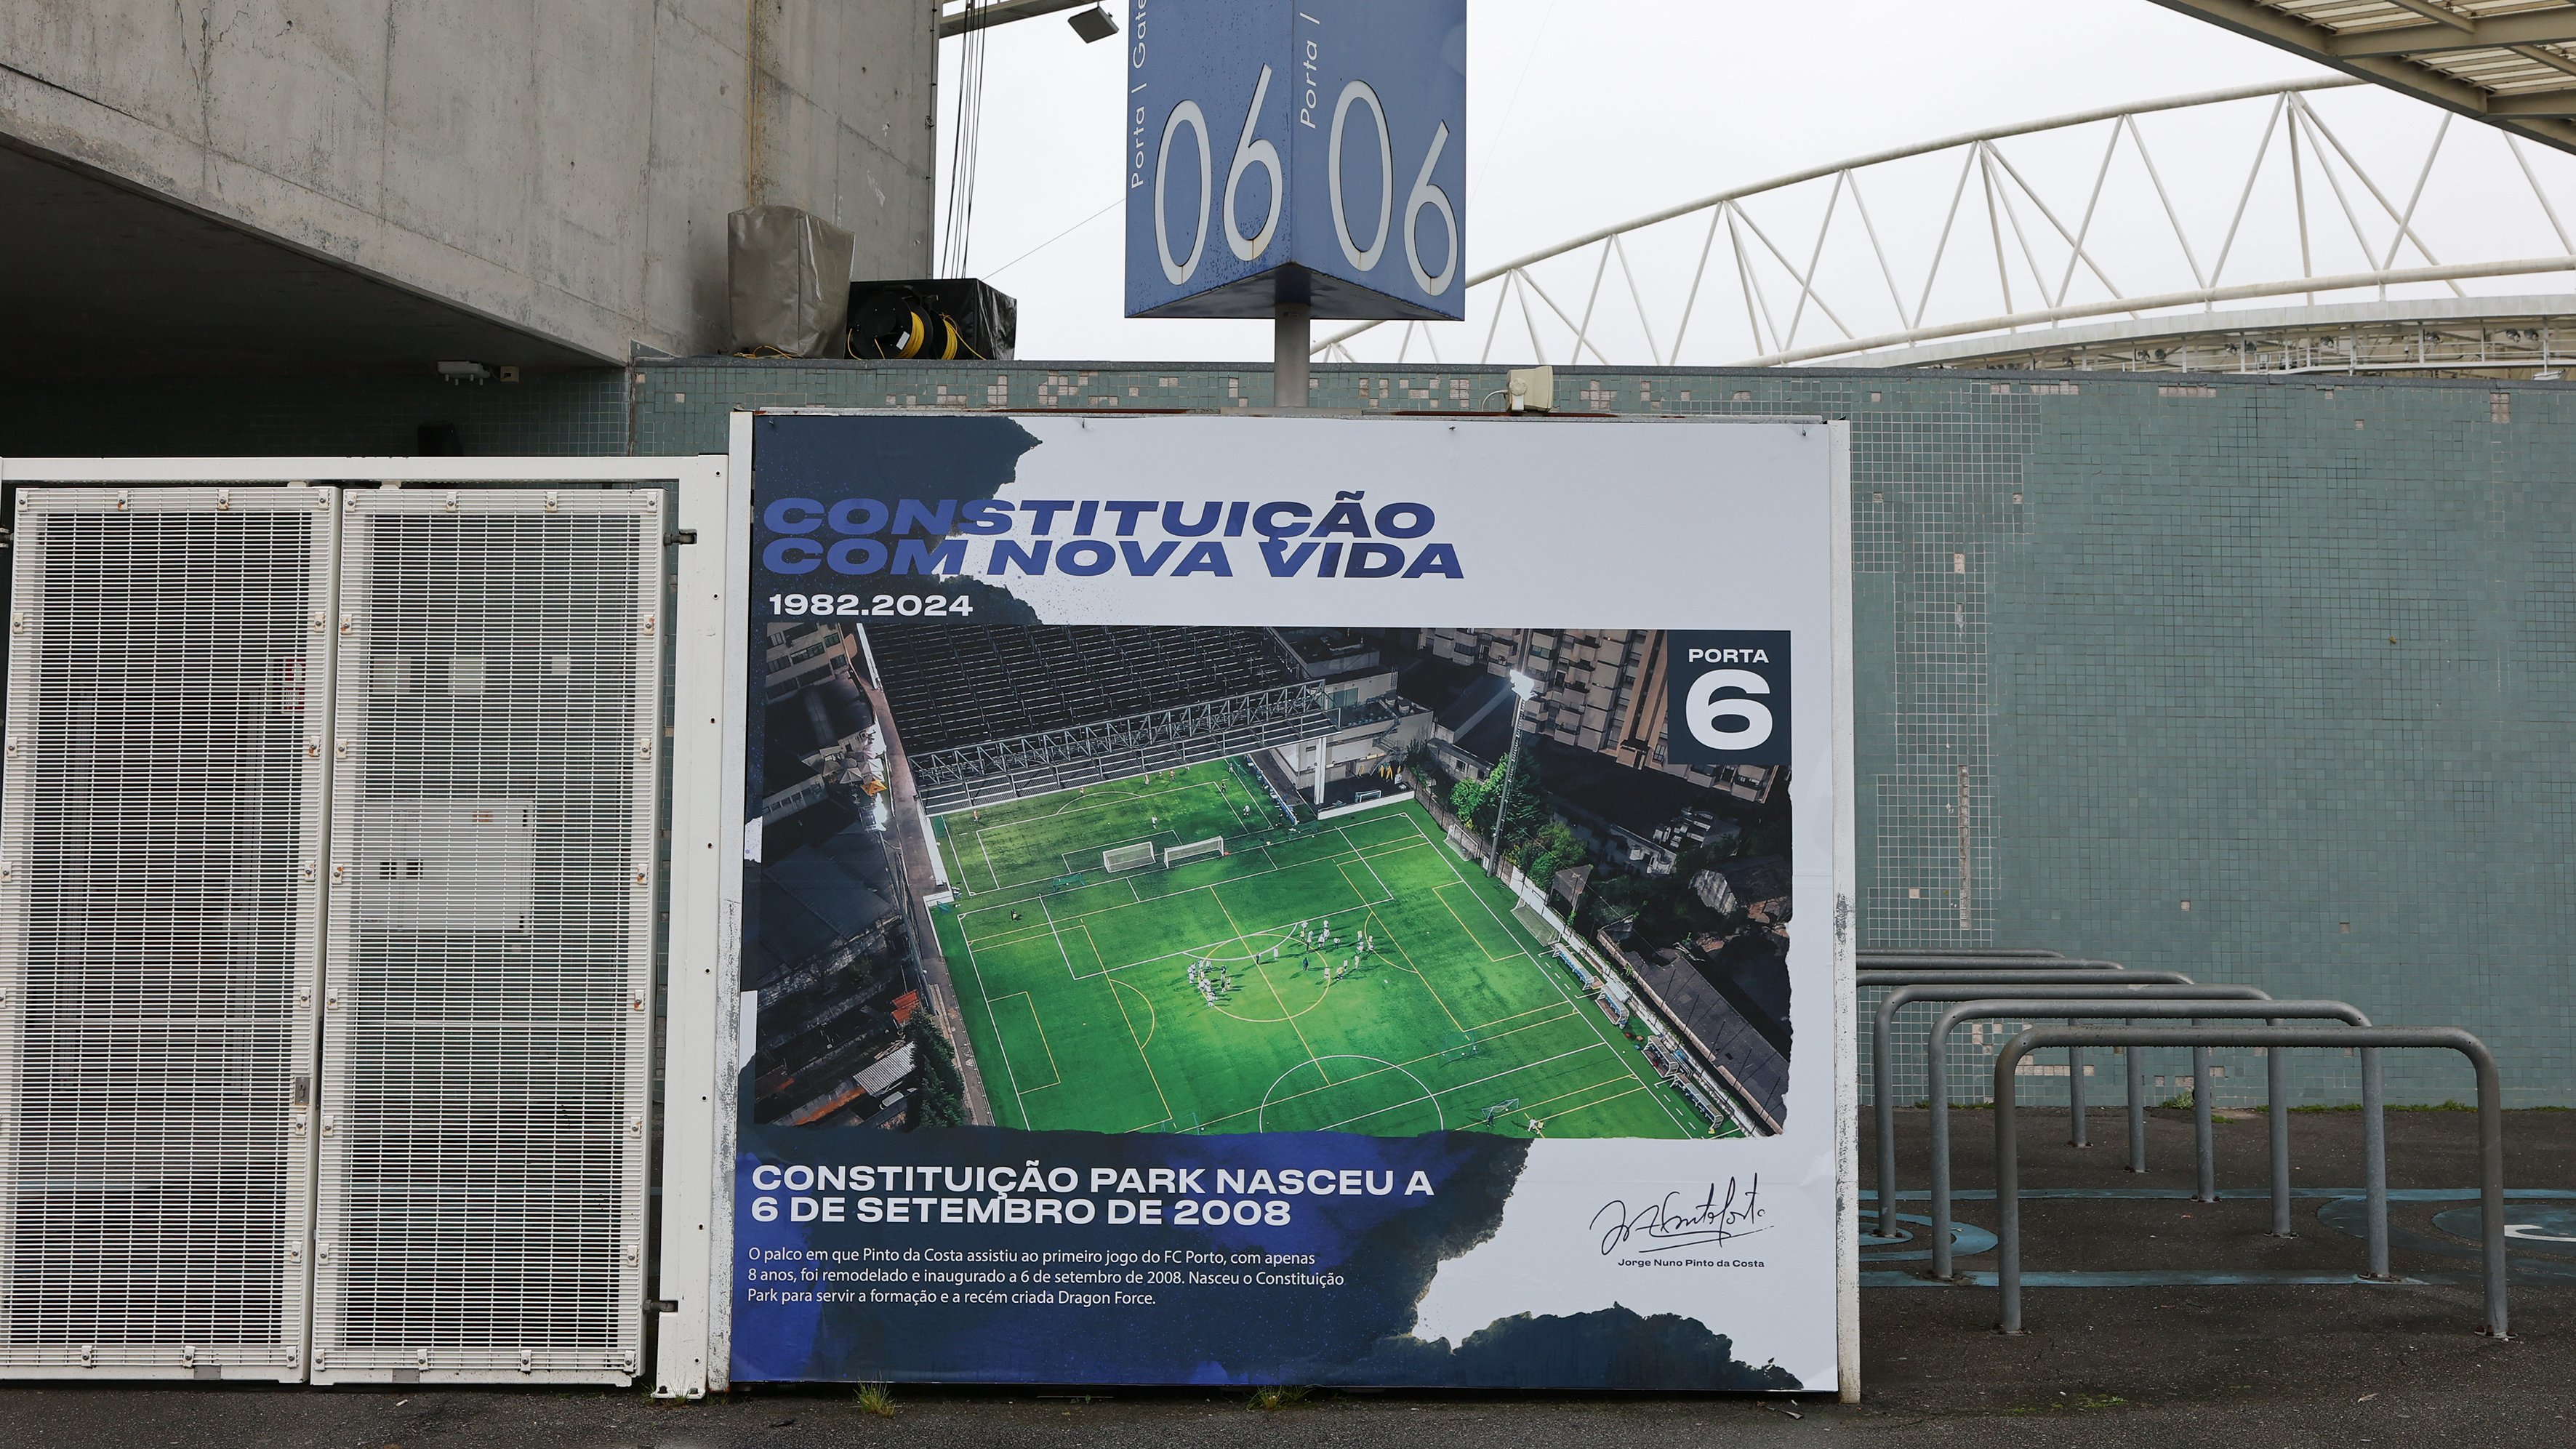 Porta | Gate
06
Porta |
06
CONSTITUIÇÃO
COM NOVA VIDA
1982.2024
PORTA
6
CONSTITUIÇÃO PARK NASCEU A
6 DE SETEMBRO DE 2008
O palco em que Pinto da Costa assistiu ao primeiro jogo do FC Porto, com apenas
8 anos, foi remodelado e inaugurado a 6 de setembro de 2008. Nasceu o Constituição
Park para servir a formação e a recém criada Dragon Force.
Jorge Nuno Pinto da Costa